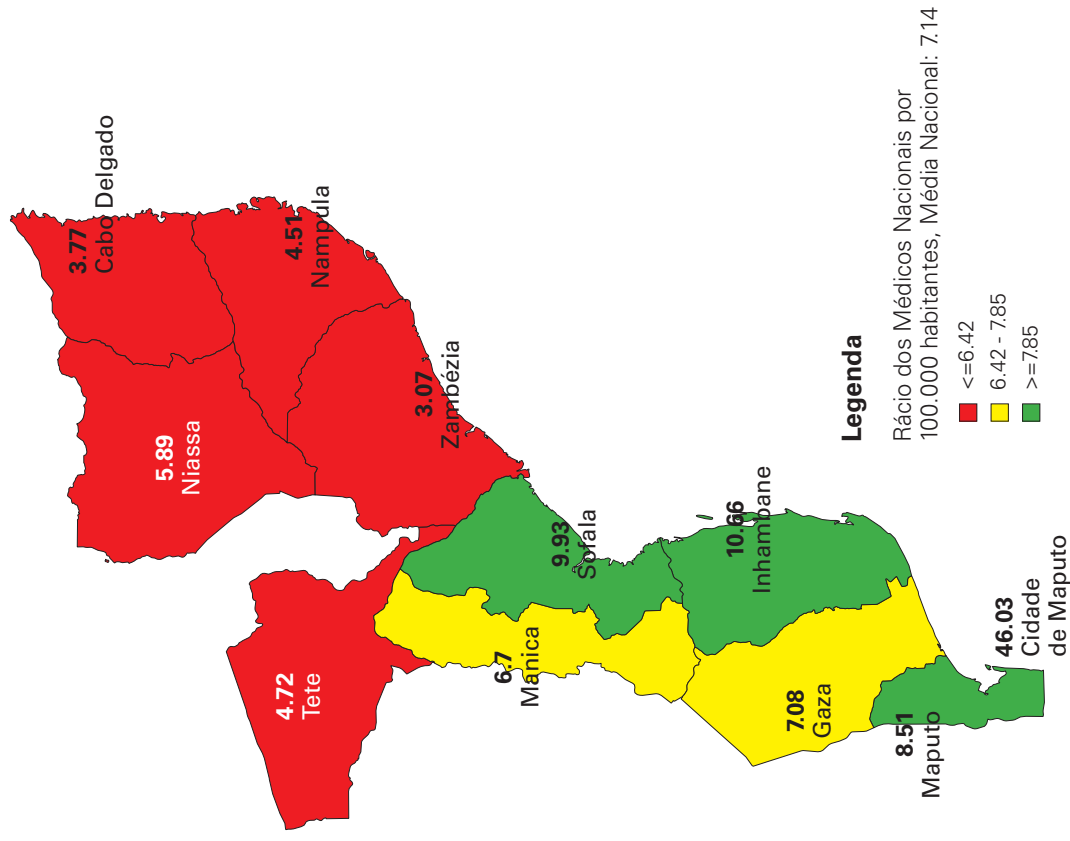 3.77
Cabo Delgado
5.89
Niassa
4.51
Nampula
3.07
Zambézia
4.72
Tete
9.93
Sofala
6.7
Manica
10.66
Inhambane
7.08
Gaza
8.51
Maputo
46.03
Cidade
de Maputo
Legenda
Rácio dos Médicos Nacionais por
100.000 habitantes, Média Nacional: 7.14
<=6.42
6.42 - 7.85
>=7.85